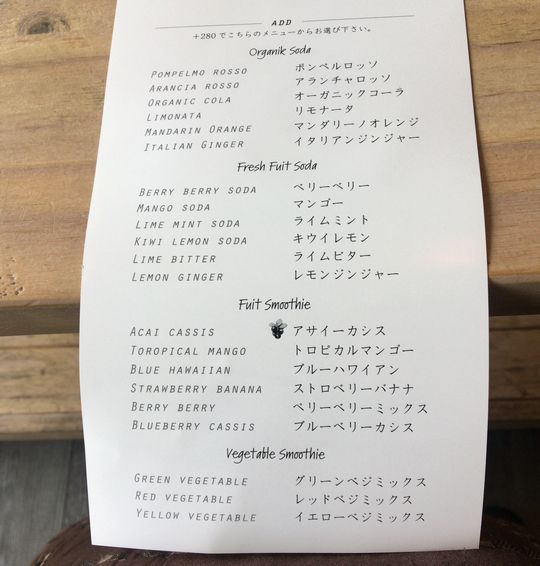 ADD
+280でこちらのメニューからお選び下さい。
Organik Soda
POMPELMO ROSSO ポンペルロッソ
ARANCIA ROSSO アランチャロッソ
ORGANIC COLA オーガニックコーラ
LIMONATA リモナータ
MANDARIN ORANGE マンダリーノオレンジ
ITALIAN GINGER イタリアンジンジャー
Fresh Fuit Soda
BERRY BERRY SODA ベリーベリー
MANGO SODA マンゴー
LIME MINT SODA ライムミント
KIWI LEMON SODA キウイレモン
LIME BITTER ライムビター
LEMON GINGER レモンジンジャー
Fuit Smoothie
ACAI CASSIS アサイーカシス
TOROPICAL MANGO トロピカルマンゴー
BLUE HAWAIIAN ブルーハワイアン
STRAWBERRY BANANA ストロベリーバナナ
BERRY BERRY ベリーベリーミックス
BLUEBERRY CASSIS ブルーベリーカシス
Vegetable Smoothie
GREEN VEGETABLE グリーンベジミックス
RED VEGETABLE レッドベジミックス
YELLOW VEGETABLE イエローベジミックス